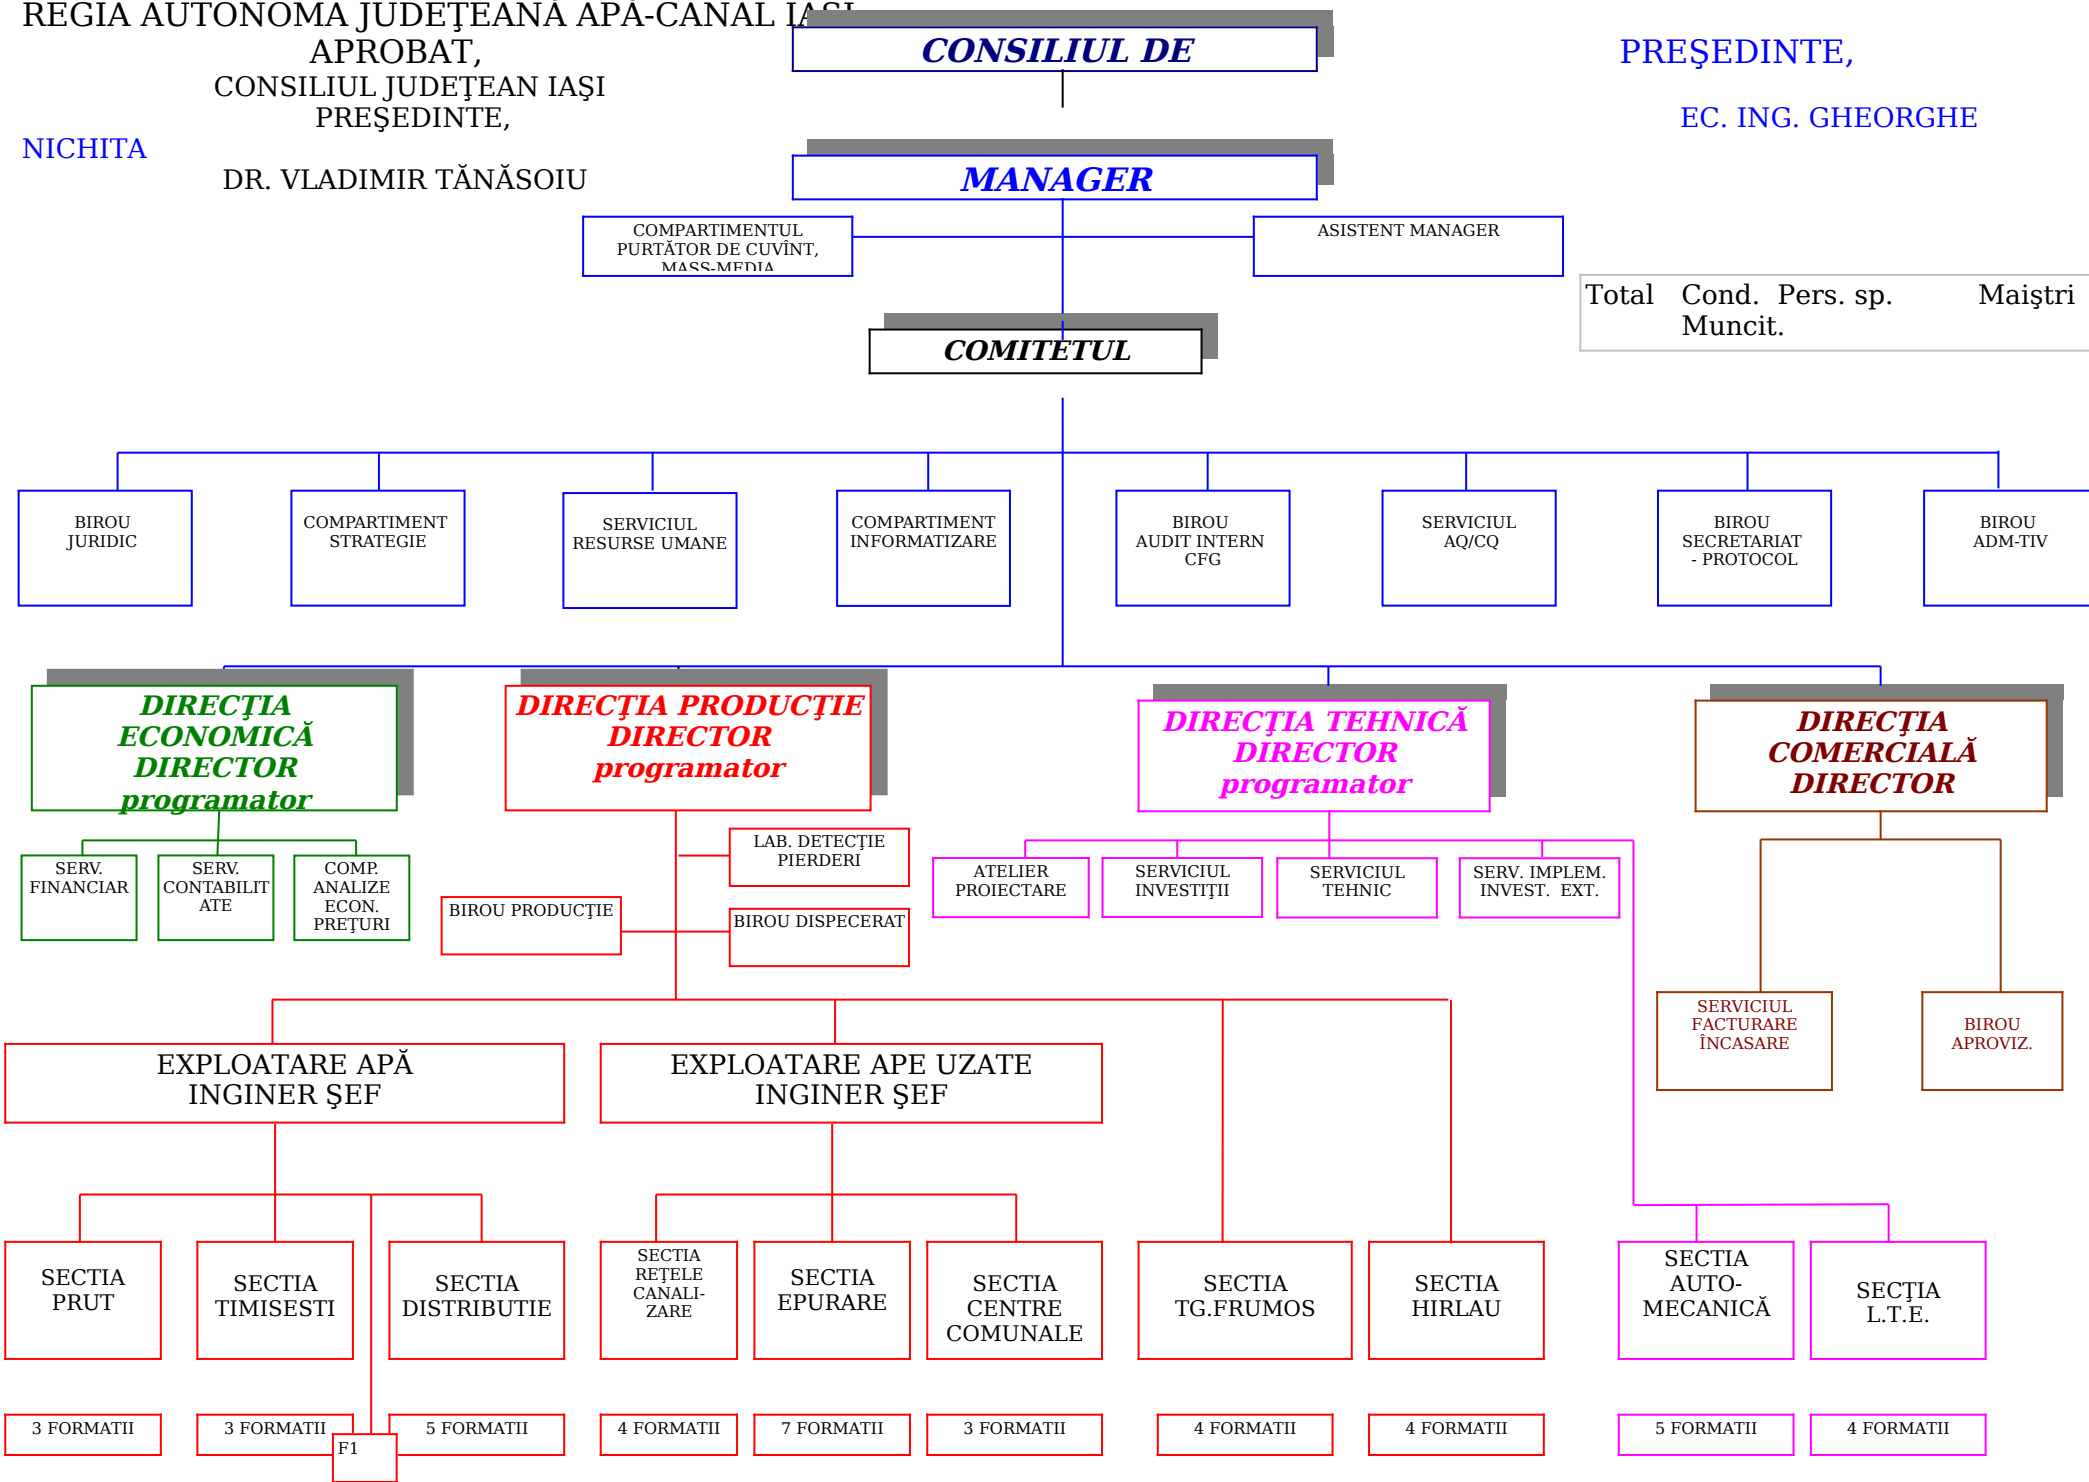 REGIA AUTONOMA JUDEŢEANĂ APĂ-CANAL IAŞI
APROBAT,
CONSILIUL JUDEŢEAN IAŞI
PREŞEDINTE,
NICHITA
DR. VLADIMIR TĂNĂSOIU
CONSILIUL DE
PREŞEDINTE,
EC. ING. GHEORGHE
MANAGER
COMPARTIMENTUL
PURTĂTOR DE CUVÎNT,
MASS-MEDIA
ASISTENT MANAGER
Total Cond. Pers. sp. Maiştri
Muncit.
COMITETUL
BIROU
JURIDIC
COMPARTIMENT
STRATEGIE
SERVICIUL
RESURSE UMANE
COMPARTIMENT
INFORMATIZARE
BIROU
AUDIT INTERN
CFG
SERVICIUL
AQ/CQ
BIROU
SECRETARIAT
- PROTOCOL
BIROU
ADM-TIV
DIRECŢIA
ECONOMICĂ
DIRECTOR
programator
DIRECŢIA PRODUCŢIE
DIRECTOR
programator
DIRECŢIA TEHNICĂ
DIRECTOR
programator
DIRECŢIA
COMERCIALĂ
DIRECTOR
SERV.
FINANCIAR
SERV.
CONTABILIT
ATE
COMP.
ANALIZE
ECON.
PREŢURI
LAB. DETECŢIE
PIERDERI
BIROU PRODUCŢIE
BIROU DISPECERAT
ATELIER
PROIECTARE
SERVICIUL
INVESTIŢII
SERVICIUL
TEHNIC
SERV. IMPLEM.
INVEST. EXT.
SERVICIUL
FACTURARE
ÎNCASARE
BIROU
APROVIZ.
EXPLOATARE APĂ
INGINER ŞEF
EXPLOATARE APE UZATE
INGINER ŞEF
SECTIA
PRUT
SECTIA
TIMISESTI
SECTIA
DISTRIBUTIE
SECTIA
REŢELE
CANALI-
ZARE
SECTIA
EPURARE
SECTIA
CENTRE
COMUNALE
SECTIA
TG.FRUMOS
SECTIA
HIRLAU
SECTIA
AUTO-
MECANICĂ
SECŢIA
L.T.E.
3 FORMATII
3 FORMATII
F1
5 FORMATII
4 FORMATII
7 FORMATII
3 FORMATII
4 FORMATII
4 FORMATII
5 FORMATII
4 FORMATII